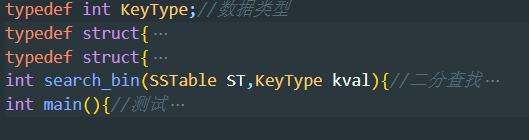 typedef int KeyType;//数据类型
typedef struct{…
typedef struct{…
int search_bin(SSTable ST,KeyType kval){//二分查找…
int main(){//测试…